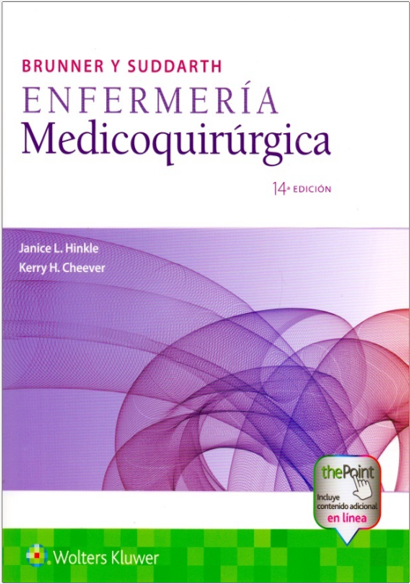 BRUNNER Y SUDDARTH
ENFERMERÍA
Medicoquirúrgica
14ª EDICIÓN
Janice L. Hinkle
Kerry H. Cheever
thePoint
Incluye
contenido adicional
en línea
Wolters Kluwer